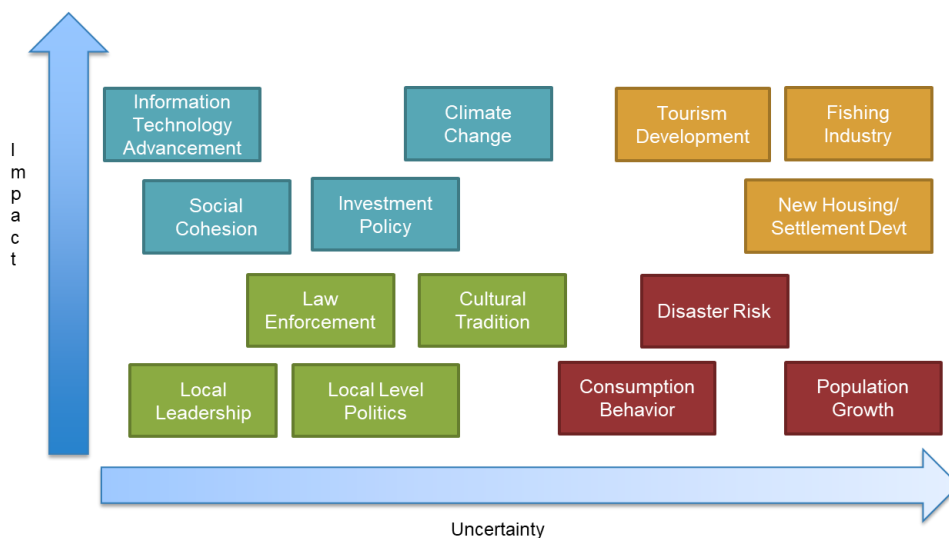 Impact
Information
Technology
Advancement
Climate
Change
Tourism
Development
Fishing
Industry
Social
Cohesion
Investment
Policy
New Housing/
Settlement Devt
Law
Enforcement
Cultural
Tradition
Disaster Risk
Local
Leadership
Local Level
Politics
Consumption
Behavior
Population
Growth
Uncertainty